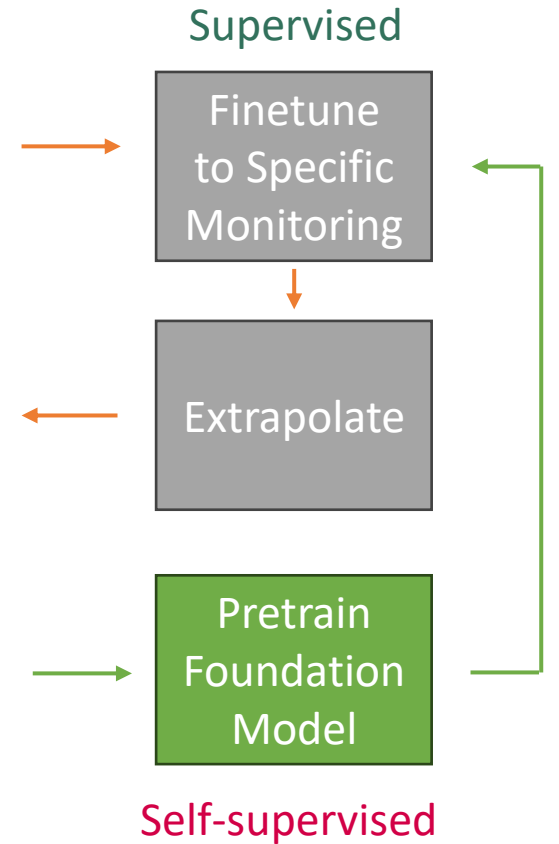 Supervised
Finetune
to Specific
Monitoring
Extrapolate
Pretrain
Foundation
Model
Self-supervised